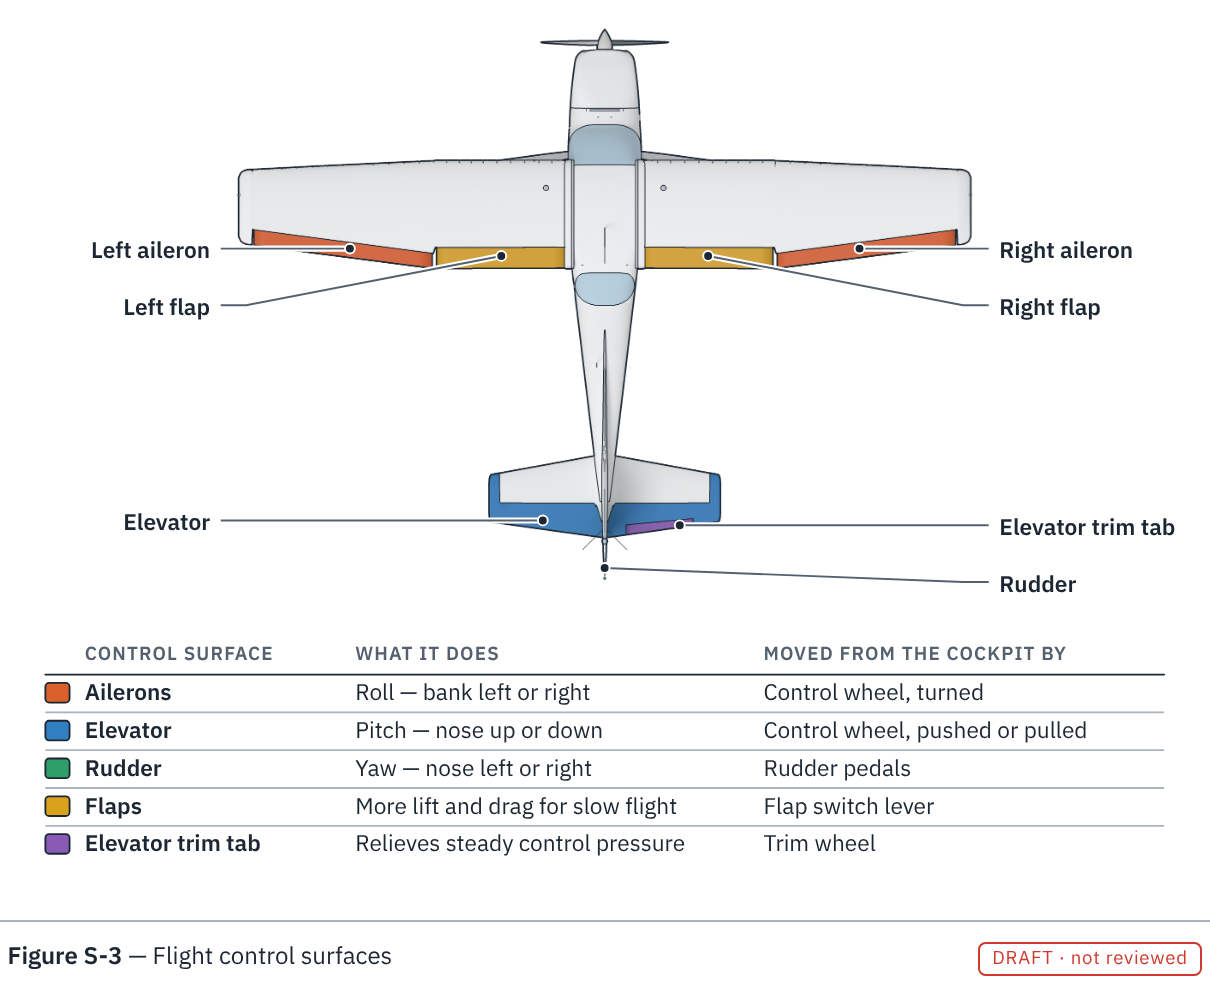 Left aileron
Right aileron
Left flap
Right flap
Elevator
Elevator trim tab
Rudder
CONTROL SURFACE WHAT IT DOES MOVED FROM THE COCKPIT BY
Ailerons Roll — bank left or right Control wheel, turned
Elevator Pitch — nose up or down Control wheel, pushed or pulled
Rudder Yaw — nose left or right Rudder pedals
Flaps More lift and drag for slow flight Flap switch lever
Elevator trim tab Relieves steady control pressure Trim wheel
Figure S-3 — Flight control surfaces
DRAFT · not reviewed